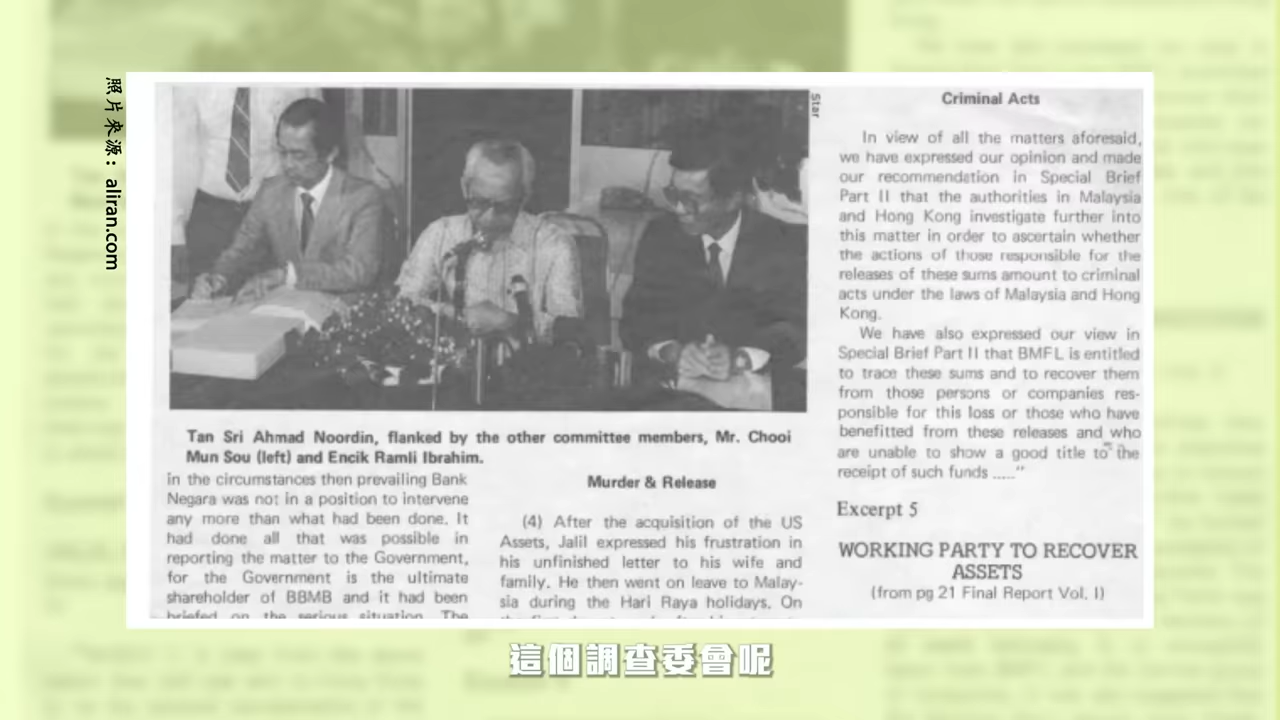 照片來源：aliran.com
Star
Tan Sri Ahmad Noordin, flanked by the other committee members, Mr. Chooi
Mun Sou (left) and Encik Ramli Ibrahim.
in the circumstances then prevailing Bank
Negara was not in a position to intervene
any more than what had been done. It
had done all that was possible in
reporting the matter to the Government,
for the Government is the ultimate
shareholder of BBMB and it had been
briefed on the serious situation. The
Murder & Release
(4) After the acquisition of the US
Assets, Jalil expressed his frustration in
his unfinished letter to his wife and
family. He then went on leave to Malay-
sia during the Hari Raya holidays. On
Criminal Acts
In view of all the matters aforesaid,
we have expressed our opinion and made
our recommendation in Special Brief
Part II that the authorities in Malaysia
and Hong Kong investigate further into
this matter in order to ascertain whether
the actions of those responsible for the
releases of these sums amount to criminal
acts under the laws of Malaysia and Hong
Kong.
We have also expressed our view in
Special Brief Part II that BMFL is entitled
to trace these sums and to recover them
from those persons or companies res-
ponsible for this loss or those who have
benefitted from these releases and who
are unable to show a good title to the
receipt of such funds ....."
Excerpt 5
WORKING PARTY TO RECOVER
ASSETS
(from pg 21 Final Report Vol. I)
這個調查委會呢